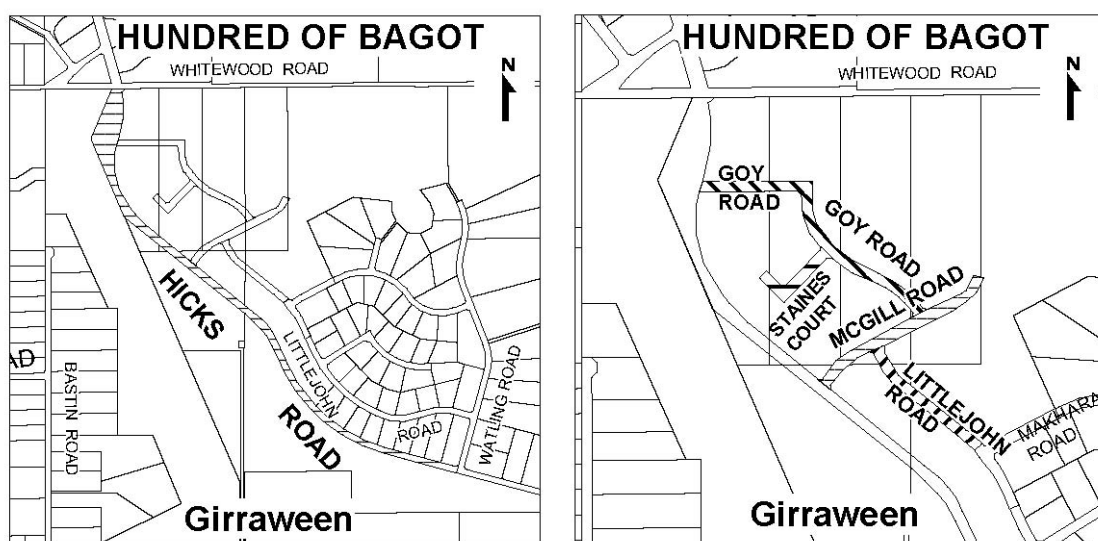 HUNDRED OF BAGOT
WHITEWOOD ROAD
N
HICKS
ROAD
LITTLEJOHN
ROAD
WATLING ROAD
BASTIN ROAD
AD
Girraween
HUNDRED OF BAGOT
WHITEWOOD ROAD
N
GOY
ROAD
GOY ROAD
STAINES
COURT
MCGILL ROAD
LITTLEJOHN
ROAD
MAKHARA
ROAD
Girraween